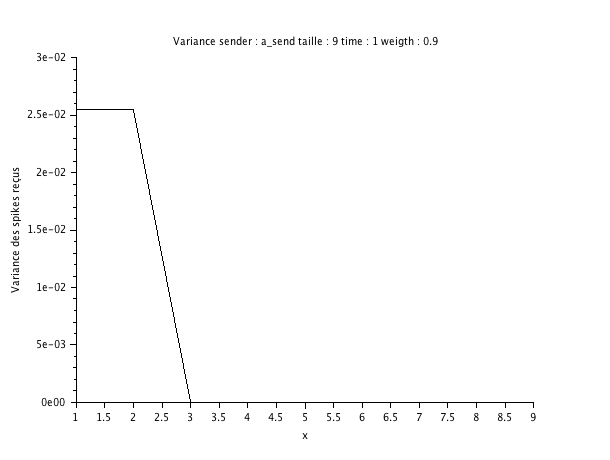 Variance sender : a_send taille : 9 time : 1 weigth : 0.9
3e-02
2.5e-02
2e-02
1.5e-02
1e-02
5e-03
0e00
Variance des spikes reçus
1 1.5 2 2.5 3 3.5 4 4.5 5 5.5 6 6.5 7 7.5 8 8.5 9
x